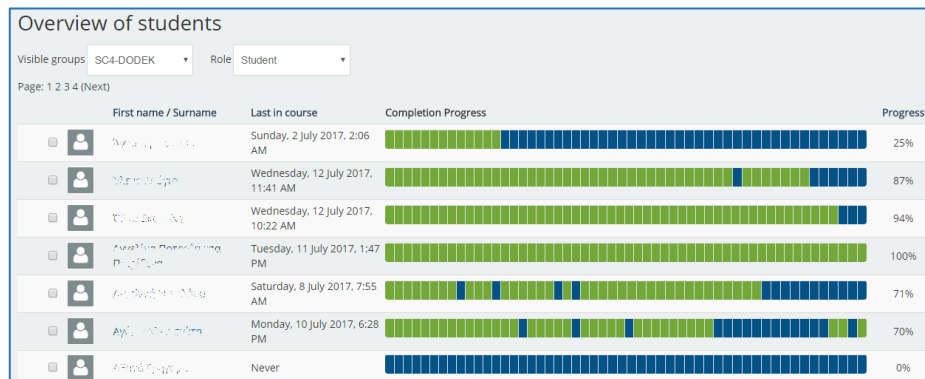 Overview of students
Visible groups SC4-DODEK Role Student
Page: 1 2 3 4 (Next)
First name / Surname Last in course Completion Progress Progress
Sunday, 2 July 2017, 2:06
AM
25%
Wednesday, 12 July 2017,
11:41 AM
87%
Wednesday, 12 July 2017,
10:22 AM
94%
Tuesday, 11 July 2017, 1:47
PM
100%
Saturday, 8 July 2017, 7:55
AM
71%
Monday, 10 July 2017, 6:28
PM
70%
Never 0%